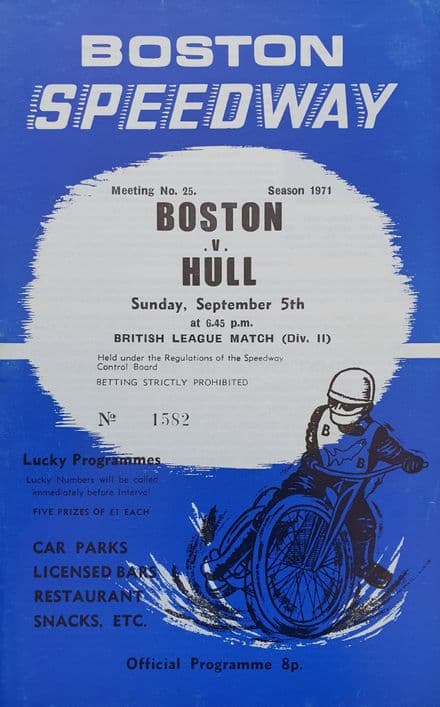 BOSTON
SPEEDWAY
Meeting No. 25. Season 1971
BOSTON
.v.
HULL
Sunday, September 5th
at 6.45 p.m.
BRITISH LEAGUE MATCH (Div. II)
Held under the Regulations of the Speedway
Control Board
BETTING STRICTLY PROHIBITED
Nº 1582
Lucky Programmes
Lucky Numbers will be called
immediately before Interval
FIVE PRIZES OF £1 EACH
CAR PARKS
LICENSED BARS
RESTAURANT
SNACKS, ETC.
B
B
Official Programme 8p.